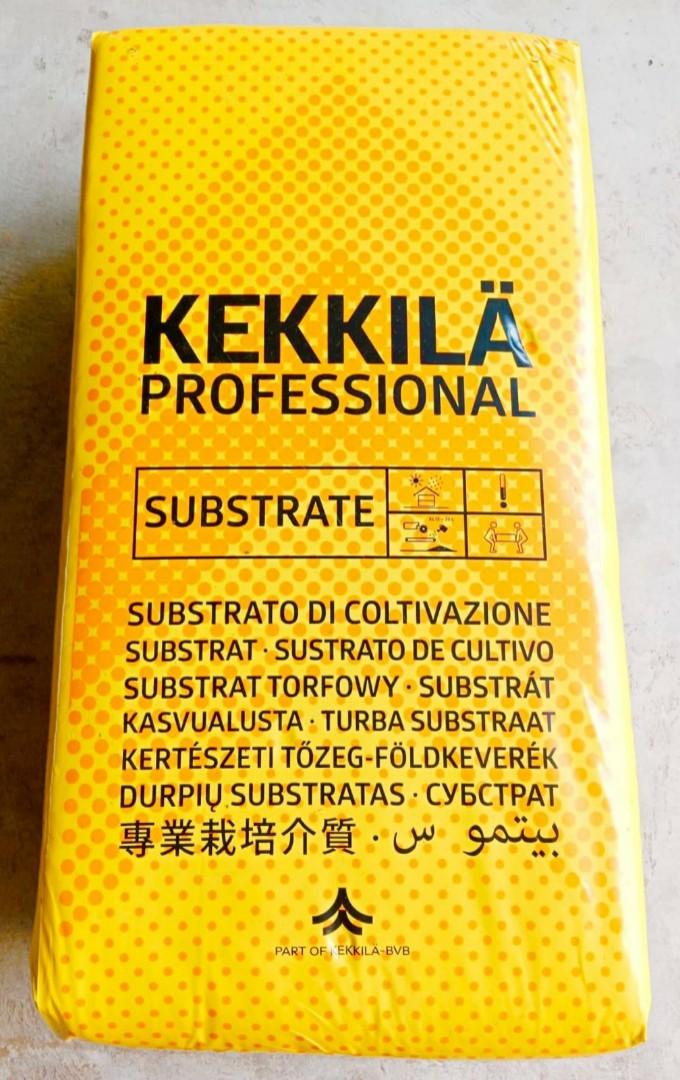 KEKKILÄ
PROFESSIONAL
SUBSTRATE
SUBSTRATO DI COLTIVAZIONE
SUBSTRAT · SUSTRATO DE CULTIVO
SUBSTRAT TORFOWY · SUBSTRÁT
KASVUALUSTA · TURBA SUBSTRAAT
KERTÉSZETI TŐZEG-FÖLDKEVERÉK
DURPIŲ SUBSTRATAS · СУБСТРАТ
專業栽培介質 · بيتمو س
PART OF KEKKILÄ-BVB